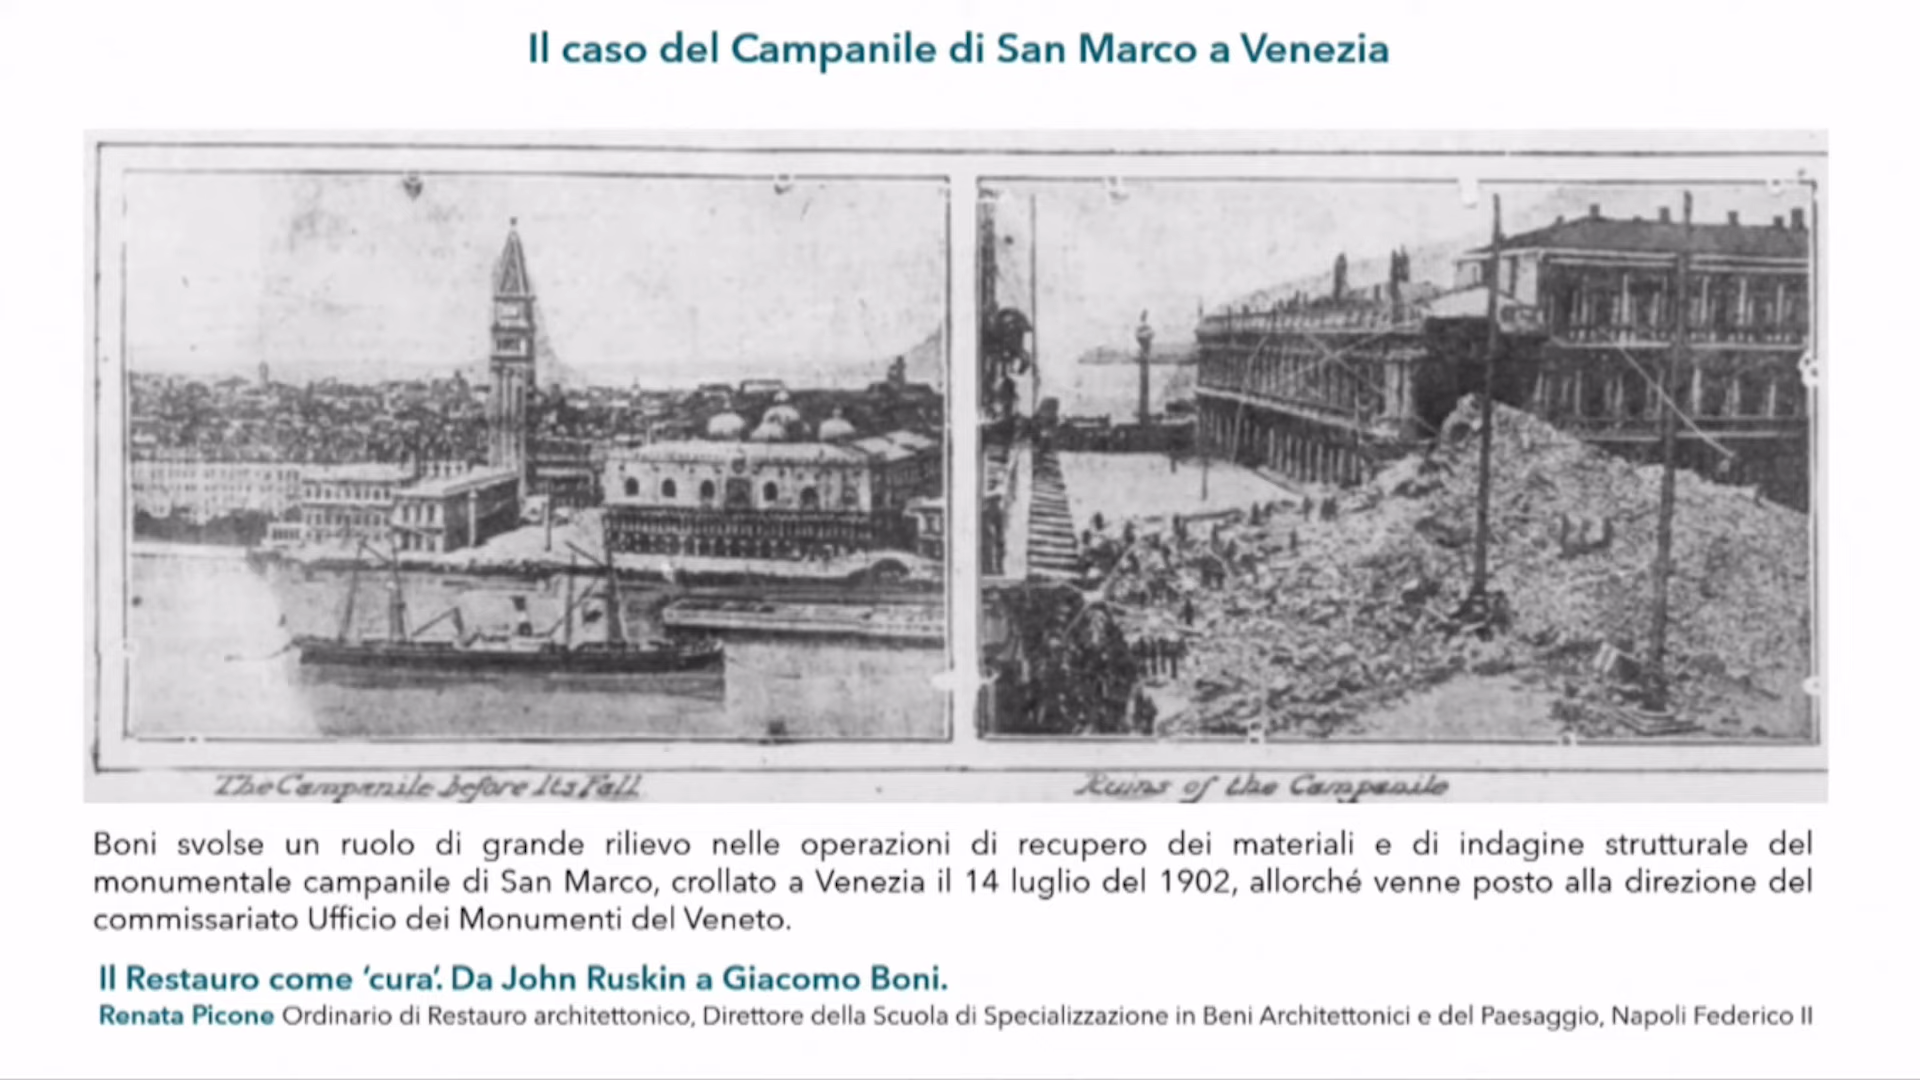 Il caso del Campanile di San Marco a Venezia
The Campanile before Its Fall
Ruins of the Campanile
Boni svolse un ruolo di grande rilievo nelle operazioni di recupero dei materiali e di indagine strutturale del
monumentale campanile di San Marco, crollato a Venezia il 14 luglio del 1902, allorché venne posto alla direzione del
commissariato Ufficio dei Monumenti del Veneto.
Il Restauro come ‘cura’. Da John Ruskin a Giacomo Boni.
Renata Picone Ordinario di Restauro architettonico, Direttore della Scuola di Specializzazione in Beni Architettonici e del Paesaggio, Napoli Federico II